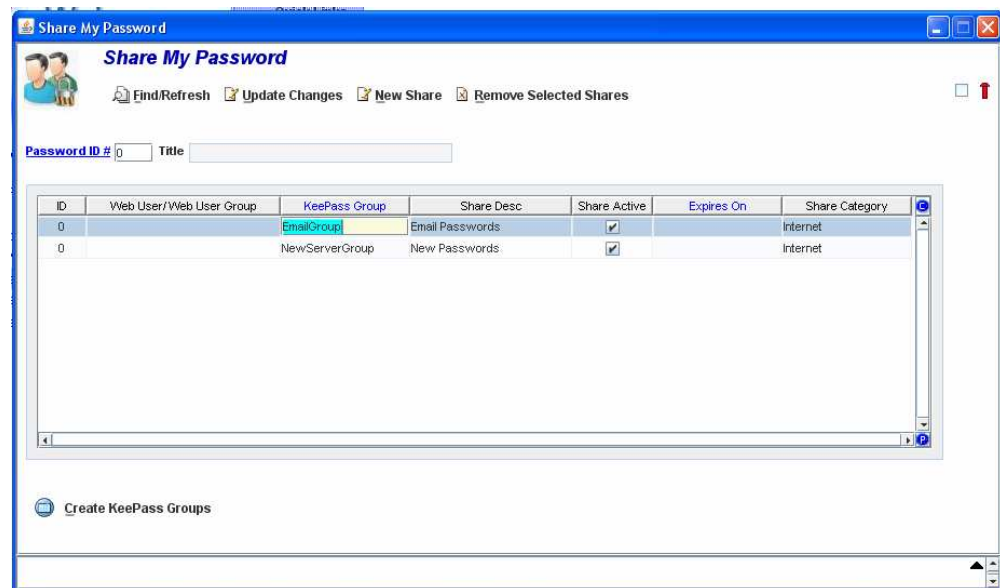 Share My Password
Share My Password
Find/Refresh Update Changes New Share Remove Selected Shares
Password ID # 0 Title
ID Web User/Web User Group KeePass Group Share Desc Share Active Expires On Share Category C
0 EmailGroup Email Passwords Internet
0 NewServerGroup New Passwords Internet
P
Create KeePass Groups